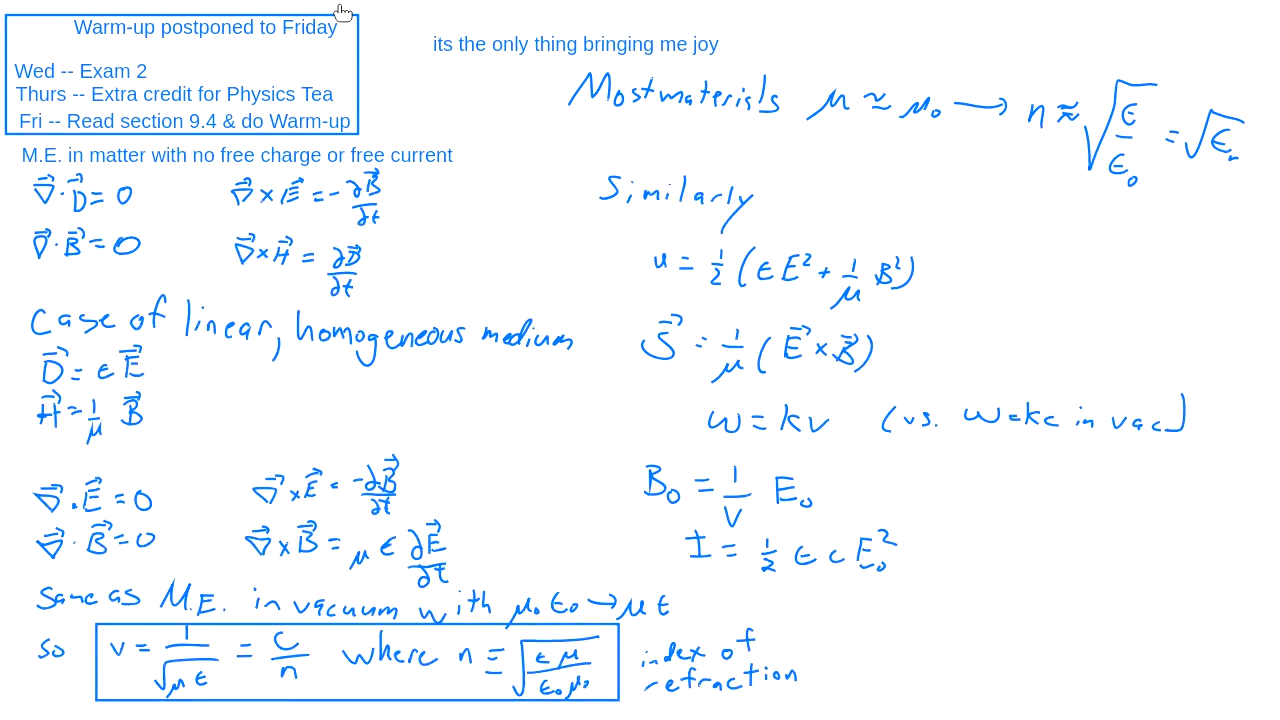 Warm-up postponed to Friday
Wed -- Exam 2
Thurs -- Extra credit for Physics Tea
Fri -- Read section 9.4 & do Warm-up
its the only thing bringing me joy
M.E. in matter with no free charge or free current
∇⃗·D⃗ = 0   ∇⃗×E⃗ = -∂B⃗/∂t
∇⃗·B⃗ = 0   ∇⃗×H⃗ = ∂D⃗/∂t
Case of linear, homogeneous medium
D⃗ = ϵE⃗
H⃗ = 1/μ B⃗
∇⃗·E⃗ = 0   ∇⃗×E⃗ = -∂B⃗/∂t
∇⃗·B⃗ = 0   ∇⃗×B⃗ = μϵ ∂E⃗/∂t
Same as M.E. in vacuum with μ₀ϵ₀ → μϵ
so v = 1/√(μϵ) = c/n where n ≡ √(ϵμ/ϵ₀μ₀) index of refraction
Most materials μ ≈ μ₀ → n ≈ √(ϵ/ϵ₀) = √ϵᵣ
Similarly
u = ½(ϵE² + 1/μ B²)
S⃗ = 1/μ (E⃗×B⃗)
ω = kv (vs. ω=kc in vac)
B₀ = 1/v E₀
I = ½ ϵcE₀²